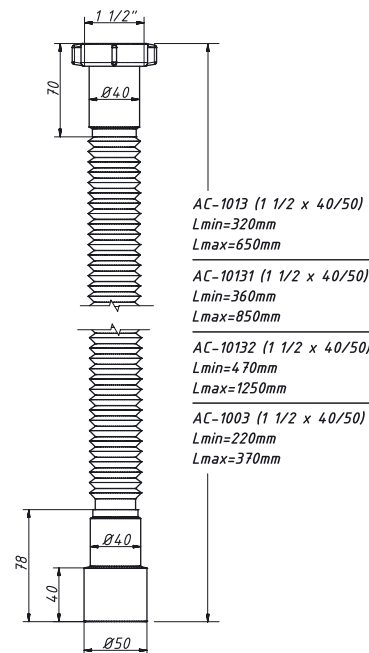 1 1/2"
70
Ø40
AC-1013 (1 1/2 x 40/50)
Lmin=320mm
Lmax=650mm
AC-10131 (1 1/2 x 40/50)
Lmin=360mm
Lmax=850mm
AC-10132 (1 1/2 x 40/50)
Lmin=470mm
Lmax=1250mm
AC-1003 (1 1/2 x 40/50)
Lmin=220mm
Lmax=370mm
Ø40
78
40
Ø50